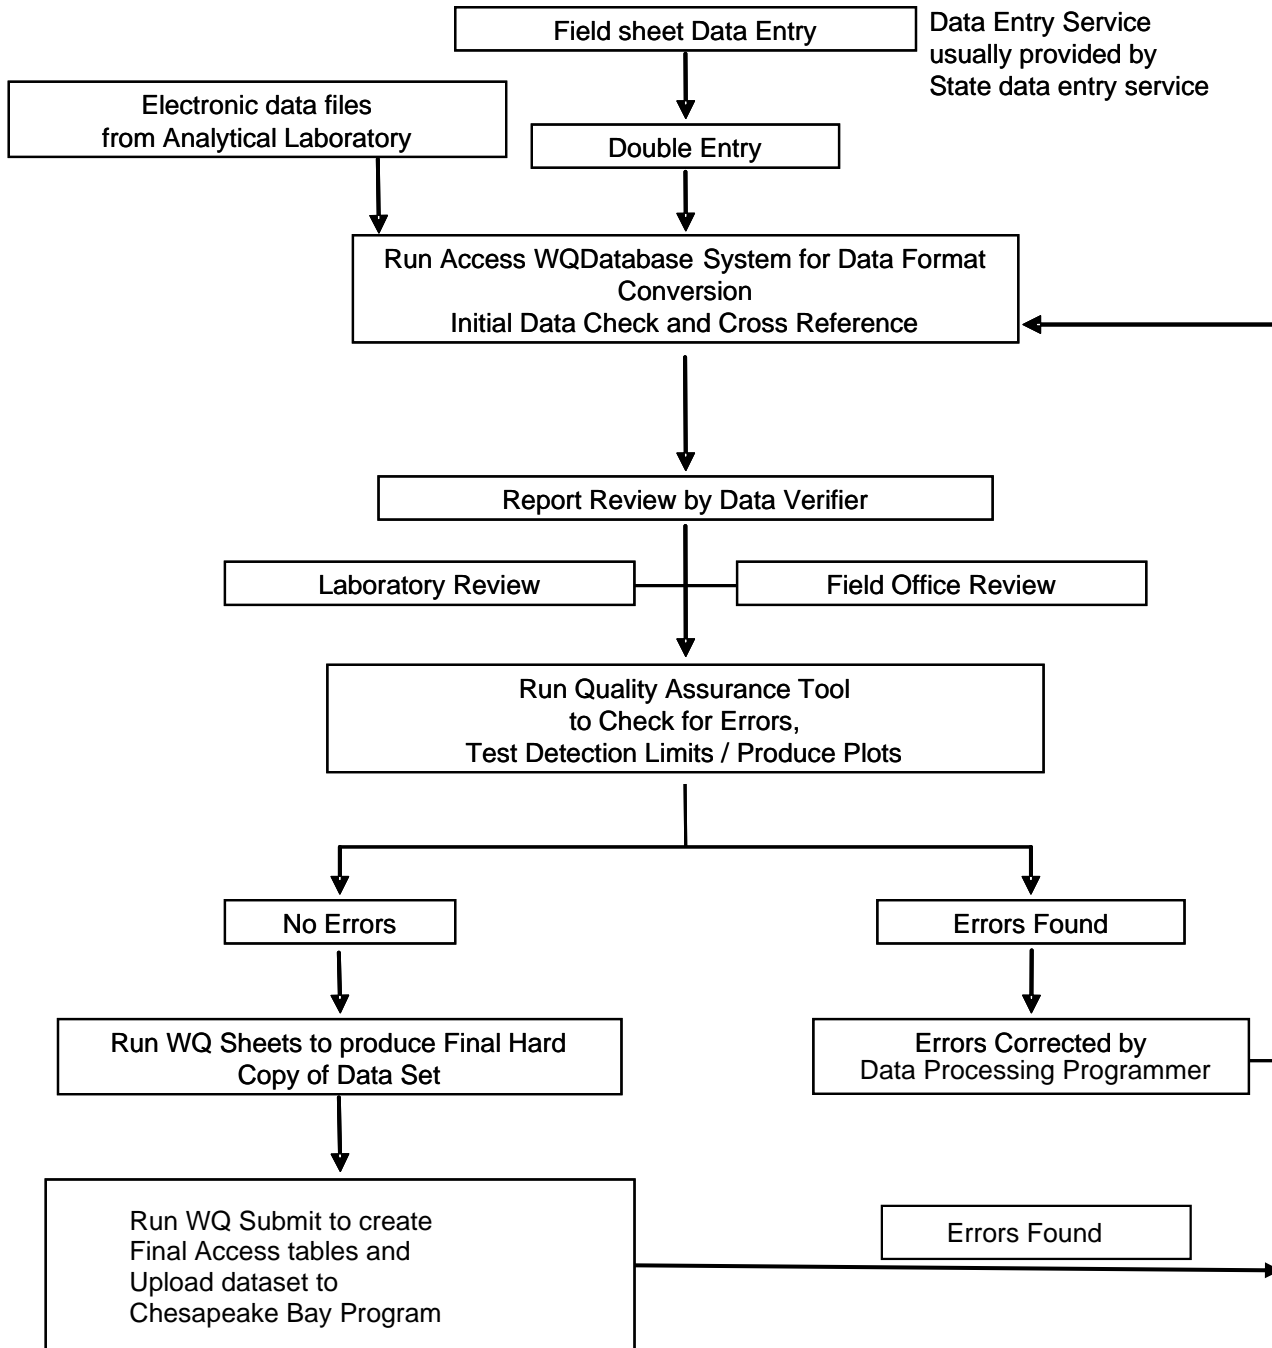 Field sheet Data Entry
Data Entry Service
usually provided by
State data entry service
Electronic data files
from Analytical Laboratory
Double Entry
Run Access WQDatabase System for Data Format
Conversion
Initial Data Check and Cross Reference
Report Review by Data Verifier
Laboratory Review
Field Office Review
Run Quality Assurance Tool
to Check for Errors,
Test Detection Limits / Produce Plots
No Errors
Errors Found
Run WQ Sheets to produce Final Hard
Copy of Data Set
Errors Corrected by
Data Processing Programmer
Run WQ Submit to create
Final Access tables and
Upload dataset to
Chesapeake Bay Program
Errors Found